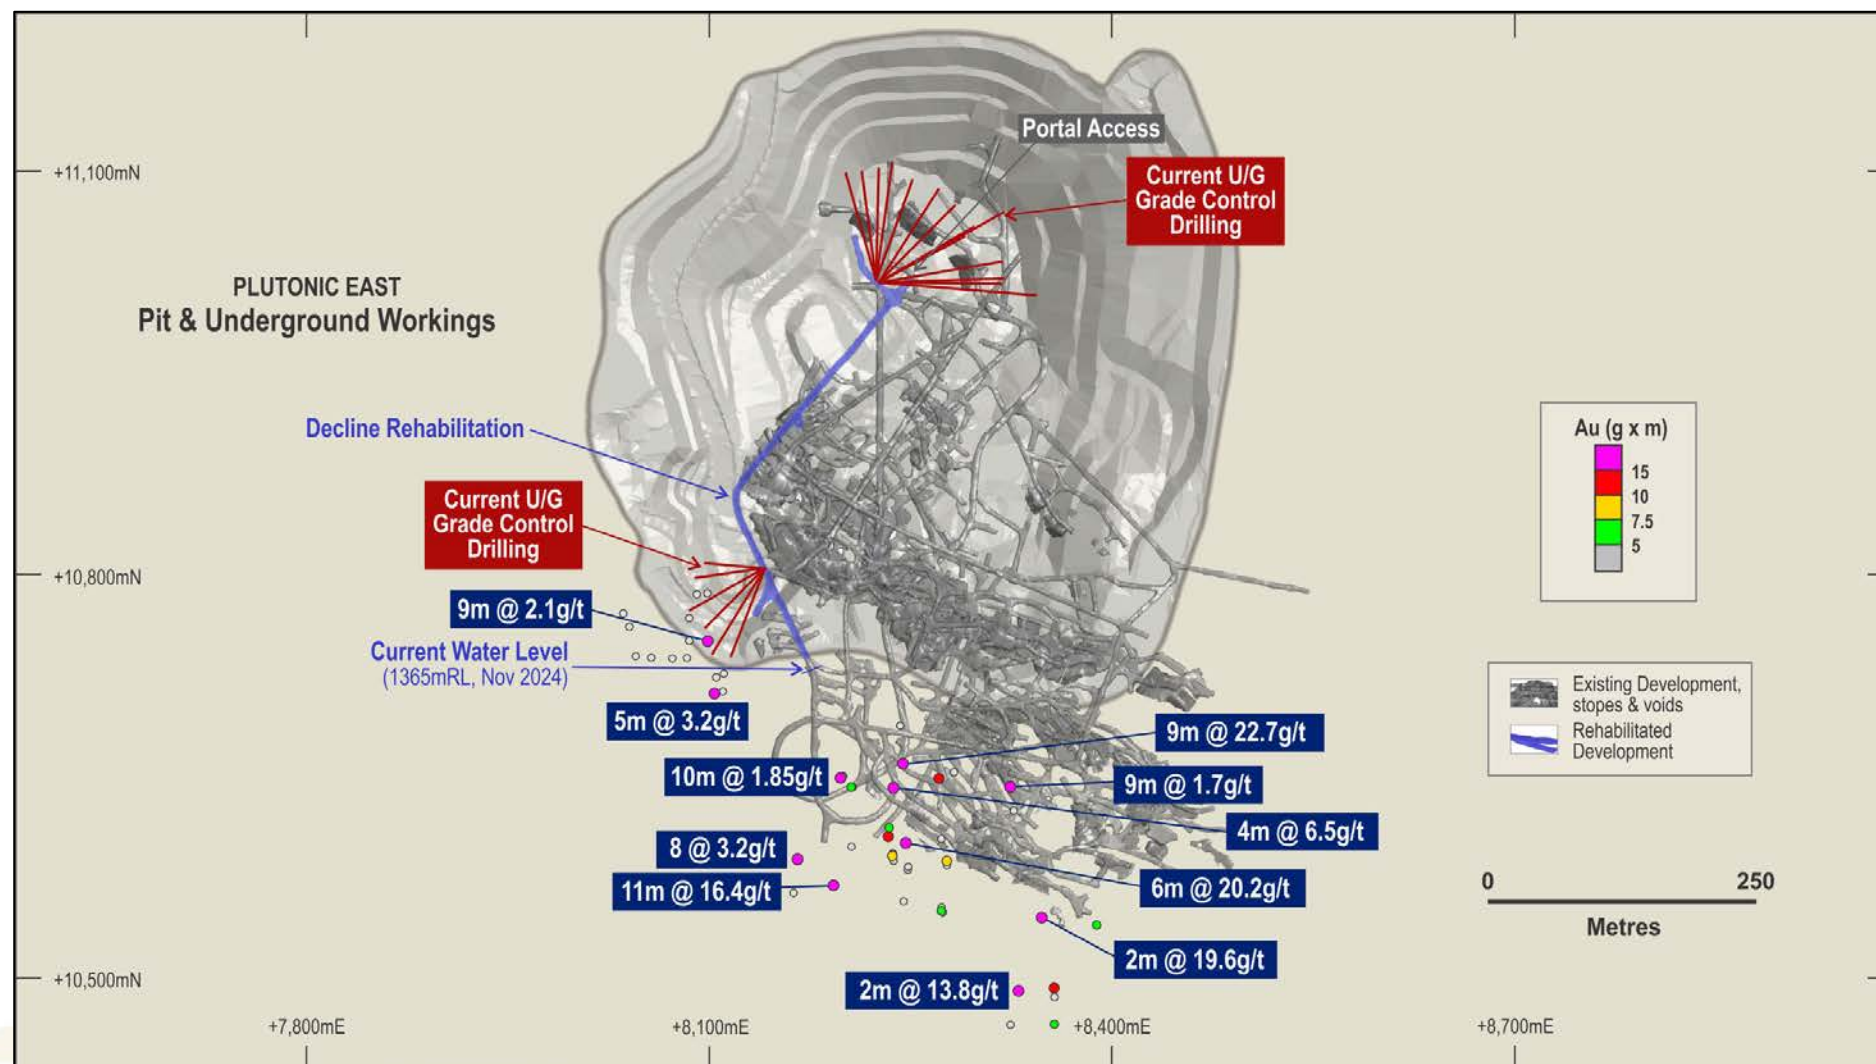 Portal Access
+11,100mN
Current U/G
Grade Control
Drilling
PLUTONIC EAST
Pit & Underground Workings
Decline Rehabilitation
Au (g x m)
15
10
7.5
5
Current U/G
Grade Control
Drilling
+10,800mN
9m @ 2.1g/t
Current Water Level
(1365mRL, Nov 2024)
Existing Development,
stopes & voids
Rehabilitated
Development
5m @ 3.2g/t
9m @ 22.7g/t
10m @ 1.85g/t
9m @ 1.7g/t
4m @ 6.5g/t
8 @ 3.2g/t
11m @ 16.4g/t
6m @ 20.2g/t
0 250
Metres
2m @ 19.6g/t
+10,500mN
2m @ 13.8g/t
+7,800mE +8,100mE +8,400mE +8,700mE